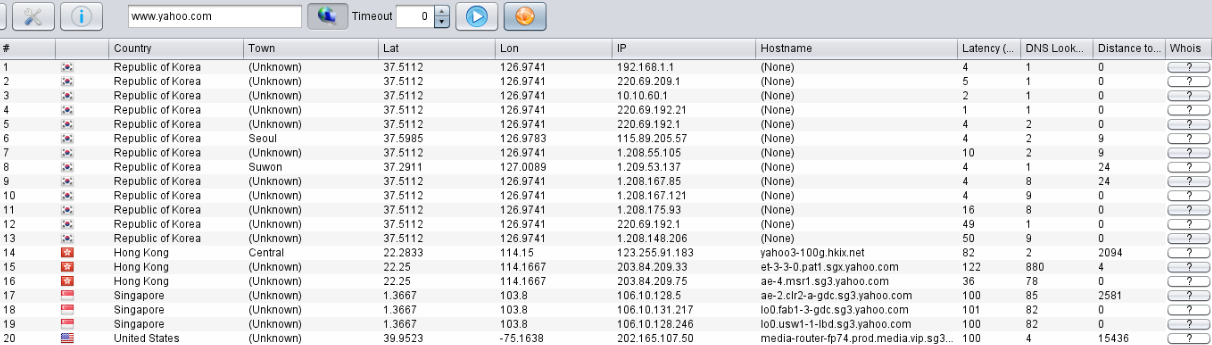 www.yahoo.com Timeout 0
# Country Town Lat Lon IP Hostname Latency (... DNS Look... Distance to... Whois
1 Republic of Korea (Unknown) 37.5112 126.9741 192.168.1.1 (None) 4 1 0 ?
2 Republic of Korea (Unknown) 37.5112 126.9741 220.69.209.1 (None) 5 1 0 ?
3 Republic of Korea (Unknown) 37.5112 126.9741 10.10.60.1 (None) 2 1 0 ?
4 Republic of Korea (Unknown) 37.5112 126.9741 220.69.192.21 (None) 1 1 0 ?
5 Republic of Korea (Unknown) 37.5112 126.9741 220.69.192.1 (None) 4 2 0 ?
6 Republic of Korea Seoul 37.5985 126.9783 115.89.205.57 (None) 4 2 9 ?
7 Republic of Korea (Unknown) 37.5112 126.9741 1.208.55.105 (None) 10 2 9 ?
8 Republic of Korea Suwon 37.2911 127.0089 1.209.53.137 (None) 4 1 24 ?
9 Republic of Korea (Unknown) 37.5112 126.9741 1.208.167.85 (None) 4 8 24 ?
10 Republic of Korea (Unknown) 37.5112 126.9741 1.208.167.121 (None) 4 9 0 ?
11 Republic of Korea (Unknown) 37.5112 126.9741 1.208.175.93 (None) 16 8 0 ?
12 Republic of Korea (Unknown) 37.5112 126.9741 220.69.192.1 (None) 49 1 0 ?
13 Republic of Korea (Unknown) 37.5112 126.9741 1.208.148.206 (None) 50 9 0 ?
14 Hong Kong Central 22.2833 114.15 123.255.91.183 yahoo3-100g.hkix.net 82 2 2094 ?
15 Hong Kong (Unknown) 22.25 114.1667 203.84.209.33 et-3-3-0.pat1.sgx.yahoo.com 122 880 4 ?
16 Hong Kong (Unknown) 22.25 114.1667 203.84.209.75 ae-4.msr1.sg3.yahoo.com 36 78 0 ?
17 Singapore (Unknown) 1.3667 103.8 106.10.128.5 ae-2.clr2-a-gdc.sg3.yahoo.com 100 85 2581 ?
18 Singapore (Unknown) 1.3667 103.8 106.10.131.217 lo0.fab1-3-gdc.sg3.yahoo.com 101 82 0 ?
19 Singapore (Unknown) 1.3667 103.8 106.10.128.246 lo0.usw1-1-lbd.sg3.yahoo.com 100 82 0 ?
20 United States (Unknown) 39.9523 -75.1638 202.165.107.50 media-router-fp74.prod.media.vip.sg3... 100 4 15436 ?